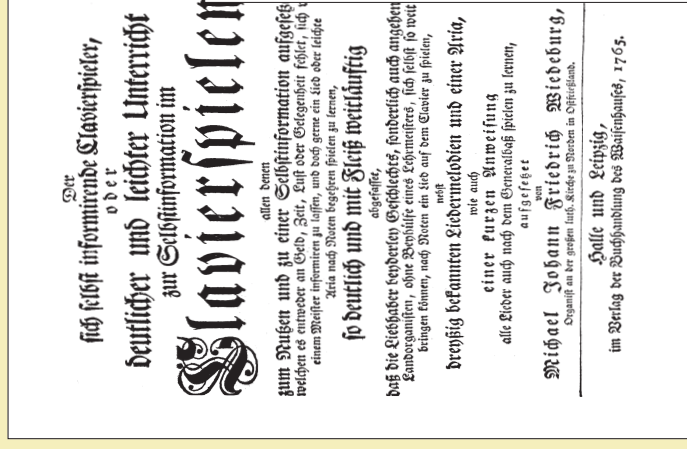 Der
sich selbst informirende Clavierspieler,
oder
deutlicher und leichter Unterricht
zur Selbstinformation im
Clavierspielen
allen denen
zum Nutzen und zu einer Selbstinformation aufgesetz
welchen es entweder an Geld, Zeit, Lust oder Gelegenheit fehlet, sich
einem Meister informiren zu lassen, und doch gerne ein Lied oder leichte
Aria nach Noten begehren spielen zu lernen,
so deutlich und mit Fleiß weitläuftig
abgefasset,
daß die Liebhaber beyderley Geschlechts, sonderlich auch angehen
Landorganisten, ohne Beyhülfe eines Lehrmeisters, sich selbst so weit
bringen können, nach Noten ein Lied auf dem Clavier zu spielen,
nebst
dreyßig bekannten Liedermelodien und einer Aria,
wie auch
einer kurzen Anweisung
alle Lieder auch nach dem Generalbaß spielen zu lernen,
aufgesetzet
von
Michael Johann Friedrich Wiedeburg,
Organist an der großen luth. Kirche zu Norden in Ostfrießland.
Halle und Leipzig,
im Verlag der Buchhandlung des Waisenhauses, 1765.